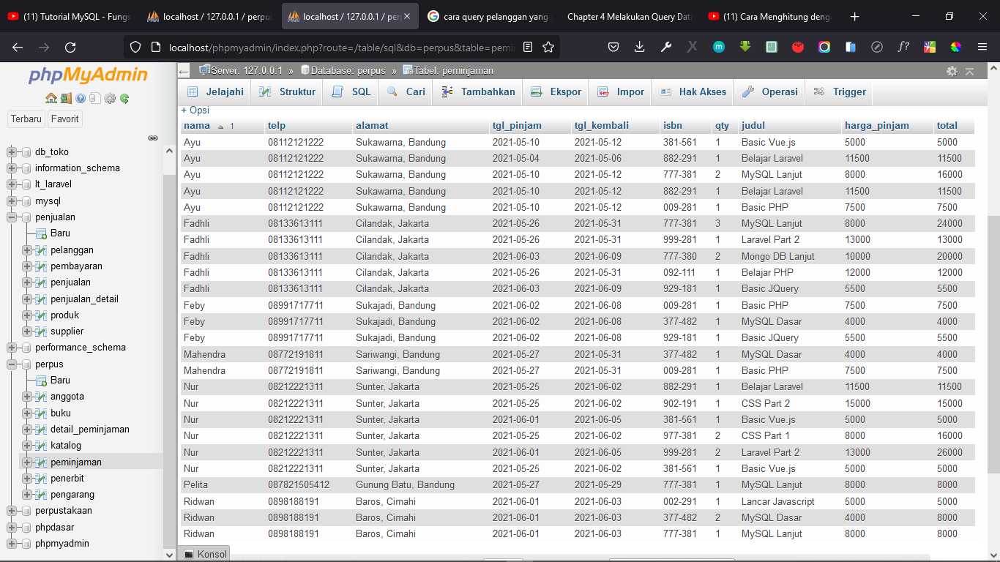 (11) Tutorial MySQL - Fungs
localhost / 127.0.0.1 / perpus
localhost / 127.0.0.1 / perp
cara query pelanggan yang
Chapter 4 Melakukan Query Data
(11) Cara Menghitung denga
localhost/phpmyadmin/index.php?route=/table/sql&db=perpus&table=pemin
phpMyAdmin
Terbaru Favorit
db_toko
information_schema
lt_laravel
mysql
penjualan
Baru
pelanggan
pembayaran
penjualan
penjualan_detail
produk
supplier
performance_schema
perpus
Baru
anggota
buku
detail_peminjaman
katalog
peminjaman
penerbit
pengarang
perpustakaan
phpdasar
phpmyadmin
Server: 127.0.0.1 » Database: perpus » Tabel: peminjaman
Jelajahi Struktur SQL Cari Tambahkan Ekspor Impor Hak Akses Operasi Trigger
+ Opsi
nama 1 telp alamat tgl_pinjam tgl_kembali isbn qty judul harga_pinjam total
Ayu 08112121222 Sukawarna, Bandung 2021-05-10 2021-05-12 381-561 1 Basic Vue.js 5000 5000
Ayu 08112121222 Sukawarna, Bandung 2021-05-04 2021-05-06 882-291 1 Belajar Laravel 11500 11500
Ayu 08112121222 Sukawarna, Bandung 2021-05-10 2021-05-12 777-381 2 MySQL Lanjut 8000 16000
Ayu 08112121222 Sukawarna, Bandung 2021-05-10 2021-05-12 882-291 1 Belajar Laravel 11500 11500
Ayu 08112121222 Sukawarna, Bandung 2021-05-10 2021-05-12 009-281 1 Basic PHP 7500 7500
Fadhli 08133613111 Cilandak, Jakarta 2021-05-26 2021-05-31 777-381 3 MySQL Lanjut 8000 24000
Fadhli 08133613111 Cilandak, Jakarta 2021-05-26 2021-05-31 999-281 1 Laravel Part 2 13000 13000
Fadhli 08133613111 Cilandak, Jakarta 2021-06-03 2021-06-09 777-380 2 Mongo DB Lanjut 10000 20000
Fadhli 08133613111 Cilandak, Jakarta 2021-05-26 2021-05-31 092-111 1 Belajar PHP 12000 12000
Fadhli 08133613111 Cilandak, Jakarta 2021-06-03 2021-06-09 929-181 1 Basic JQuery 5500 5500
Feby 08991717711 Sukajadi, Bandung 2021-06-02 2021-06-08 009-281 1 Basic PHP 7500 7500
Feby 08991717711 Sukajadi, Bandung 2021-06-02 2021-06-08 377-482 1 MySQL Dasar 4000 4000
Feby 08991717711 Sukajadi, Bandung 2021-06-02 2021-06-08 929-181 1 Basic JQuery 5500 5500
Mahendra 08772191811 Sariwangi, Bandung 2021-05-27 2021-05-31 377-482 1 MySQL Dasar 4000 4000
Mahendra 08772191811 Sariwangi, Bandung 2021-05-27 2021-05-31 009-281 1 Basic PHP 7500 7500
Nur 08212221311 Sunter, Jakarta 2021-05-25 2021-06-02 882-291 1 Belajar Laravel 11500 11500
Nur 08212221311 Sunter, Jakarta 2021-05-25 2021-06-02 902-191 1 CSS Part 2 15000 15000
Nur 08212221311 Sunter, Jakarta 2021-06-01 2021-06-05 381-561 1 Basic Vue.js 5000 5000
Nur 08212221311 Sunter, Jakarta 2021-05-25 2021-06-02 977-381 2 CSS Part 1 8000 16000
Nur 08212221311 Sunter, Jakarta 2021-06-01 2021-06-05 999-281 2 Laravel Part 2 13000 26000
Nur 08212221311 Sunter, Jakarta 2021-05-25 2021-06-02 381-561 1 Basic Vue.js 5000 5000
Pelita 087821505412 Gunung Batu, Bandung 2021-05-27 2021-05-29 777-381 1 MySQL Lanjut 8000 8000
Ridwan 0898188191 Baros, Cimahi 2021-06-01 2021-06-03 002-291 1 Lancar Javascript 5000 5000
Ridwan 0898188191 Baros, Cimahi 2021-06-01 2021-06-03 377-482 2 MySQL Dasar 4000 8000
Ridwan 0898188191 Baros, Cimahi 2021-06-01 2021-06-03 777-381 1 MySQL Lanjut 8000 8000
Konsol